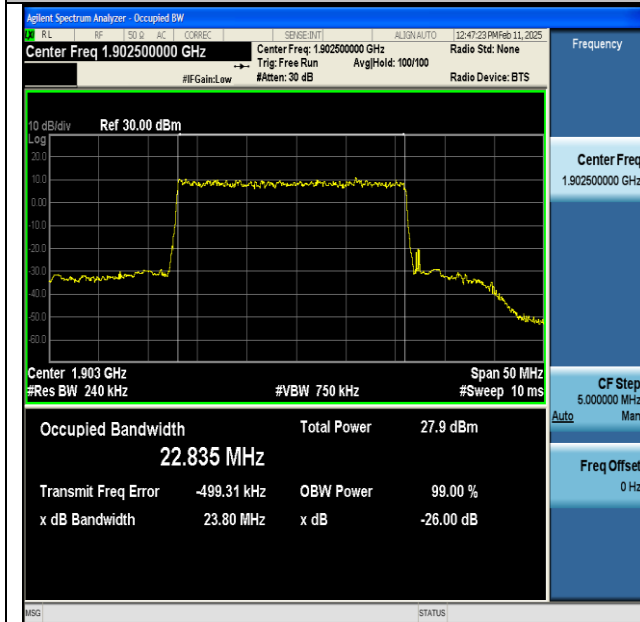 Agilent Spectrum Analyzer - Occupied BW
RL RF 50 Ω AC CORREC SENSE:INT ALIGN AUTO 12:47:23 PM Feb 11, 2025
Center Freq 1.902500000 GHz
Center Freq: 1.902500000 GHz Radio Std: None
Trig: Free Run Avg|Hold: 100/100
#IFGain:Low #Atten: 30 dB Radio Device: BTS
10 dB/div Ref 30.00 dBm
Log
20.0
10.0
0.00
-10.0
-20.0
-30.0
-40.0
-50.0
-60.0
Center 1.903 GHz Span 50 MHz
#Res BW 240 kHz #VBW 750 kHz #Sweep 10 ms
Occupied Bandwidth Total Power 27.9 dBm
22.835 MHz
Transmit Freq Error -499.31 kHz OBW Power 99.00 %
x dB Bandwidth 23.80 MHz x dB -26.00 dB
MSG STATUS
Frequency
Center Freq
1.902500000 GHz
CF Step
5.000000 MHz
Auto Man
Freq Offset
0 Hz